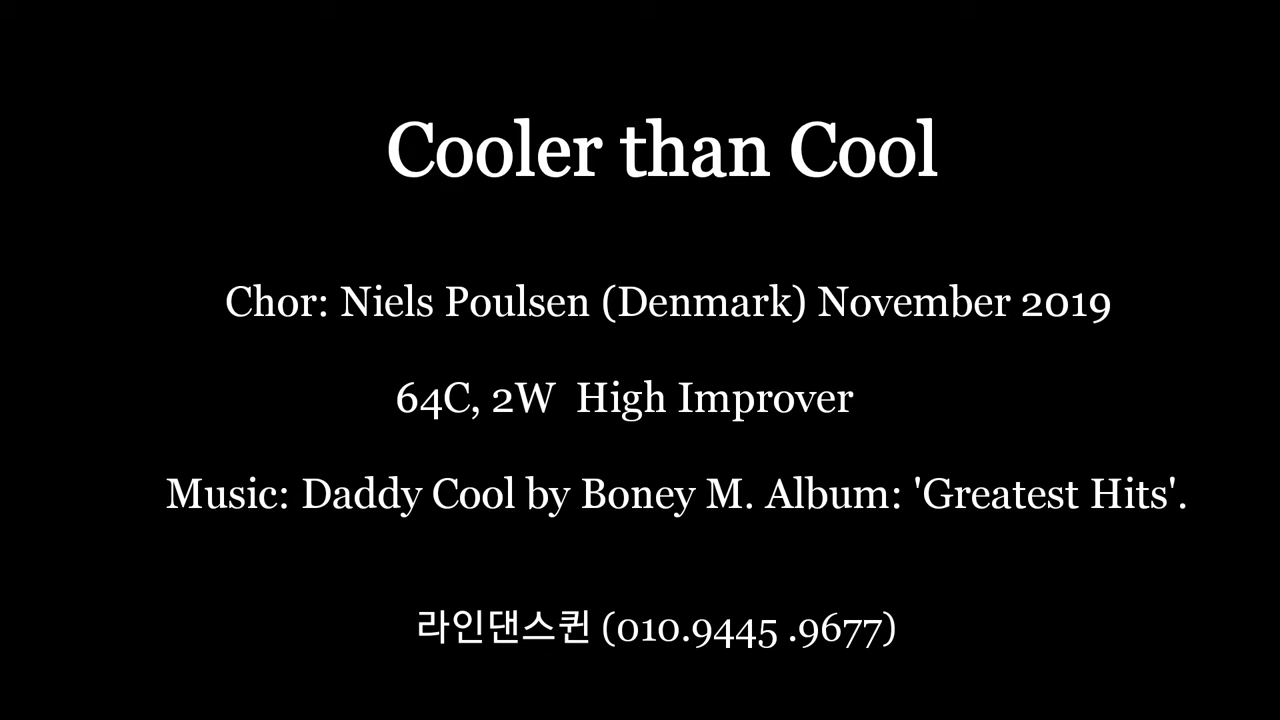 Cooler than Cool
Chor: Niels Poulsen (Denmark) November 2019
64C, 2W  High Improver
Music: Daddy Cool by Boney M. Album: 'Greatest Hits'.
라인댄스퀸 (010.9445 .9677)